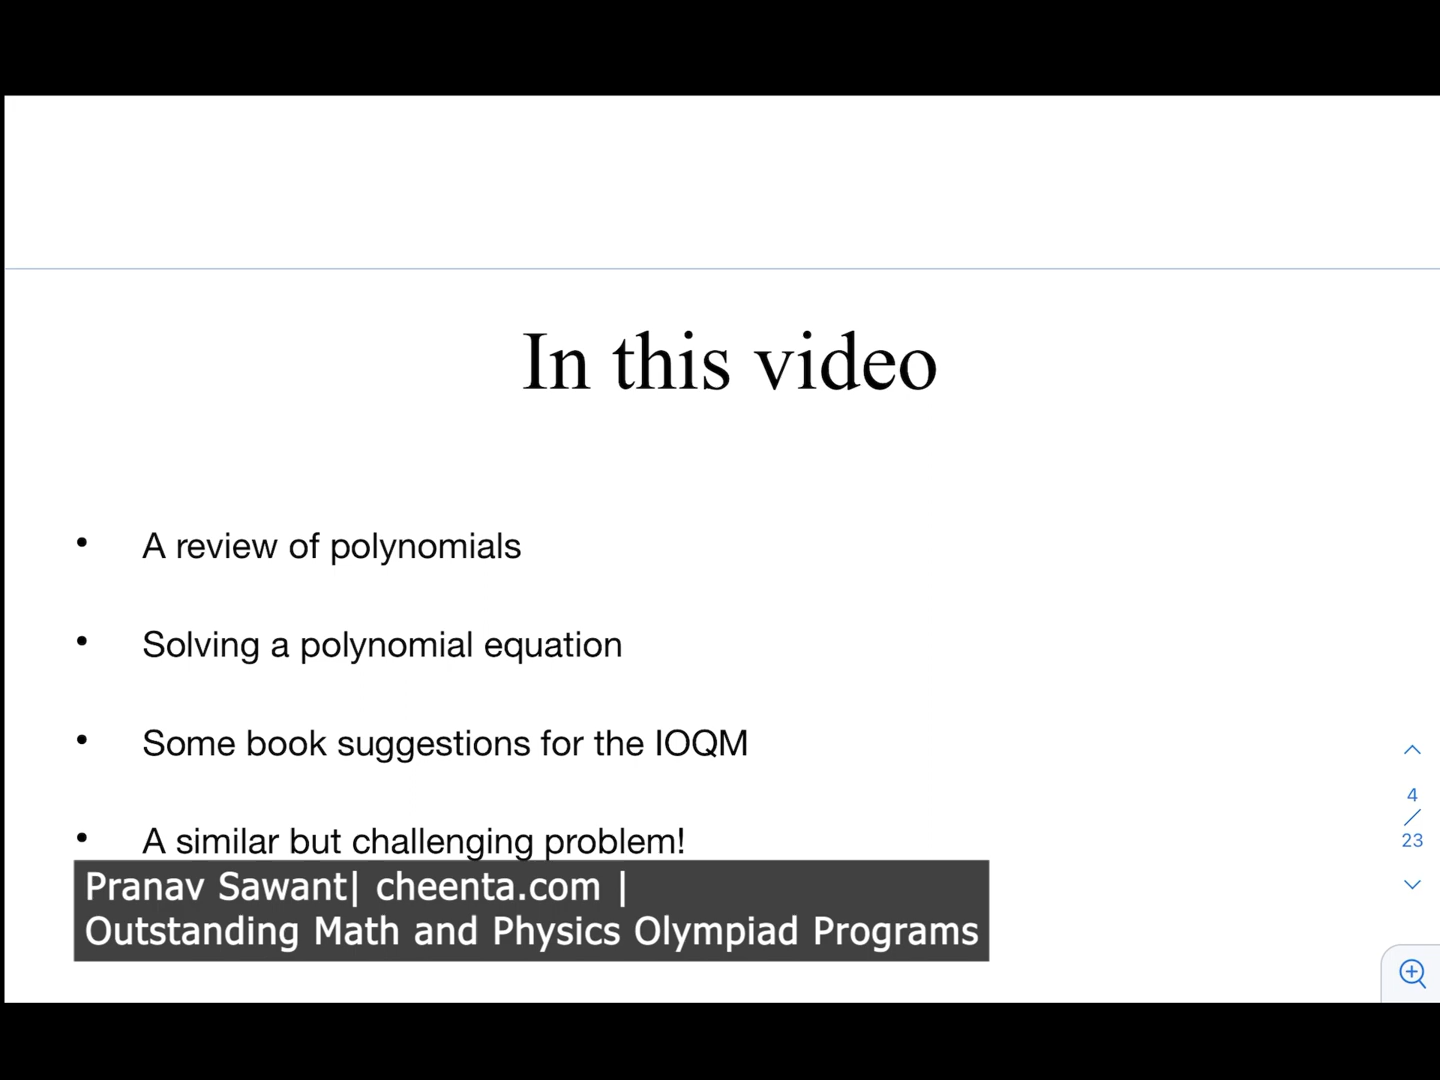 In this video
• A review of polynomials
• Solving a polynomial equation
• Some book suggestions for the IOQM
• A similar but challenging problem!
4
/
23
Pranav Sawant| cheenta.com |
Outstanding Math and Physics Olympiad Programs